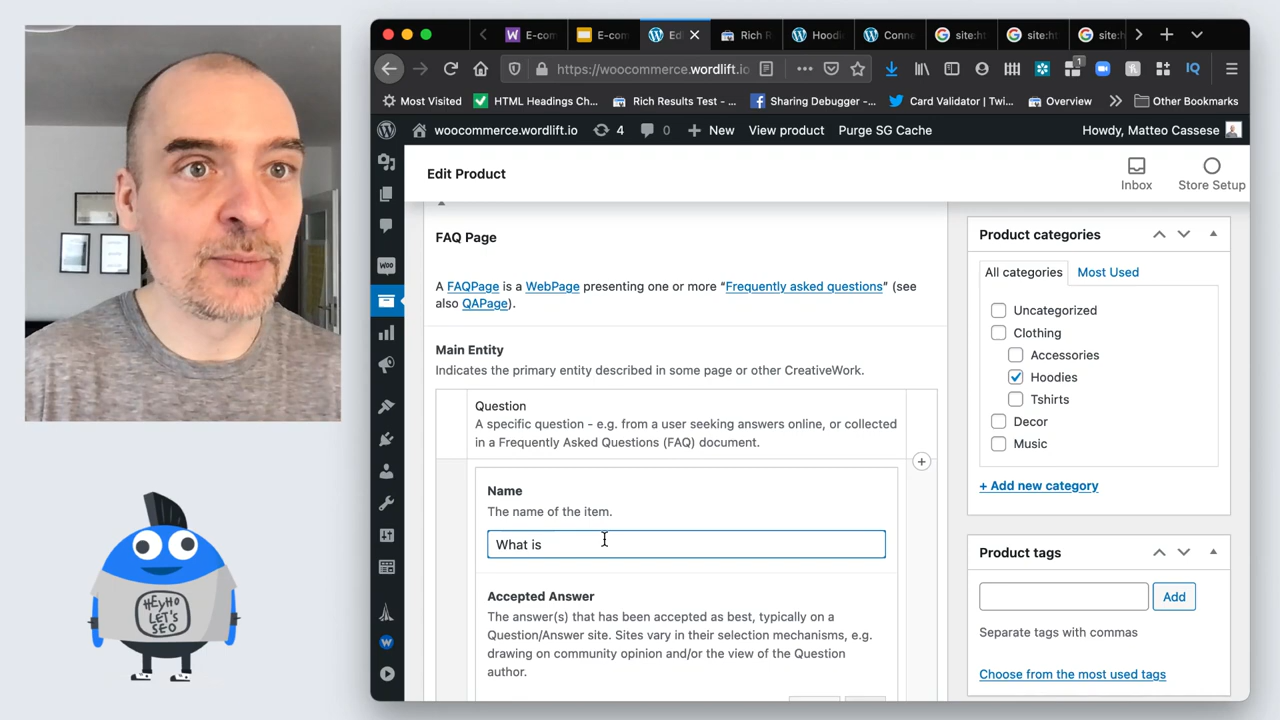 E-com
E-com
Edi
Rich R
Hoodi
Conne
site:ht
site:ht
site:h
https://woocommerce.wordlift.io
1
IQ
Most Visited
HTML Headings Ch...
Rich Results Test - ...
Sharing Debugger -...
Card Validator | Twi...
Overview
Other Bookmarks
woocommerce.wordlift.io
4
0
New
View product
Purge SG Cache
Howdy, Matteo Cassese
Edit Product
Inbox
Store Setup
FAQ Page
A FAQPage is a WebPage presenting one or more “Frequently asked questions” (see
also QAPage).
Main Entity
Indicates the primary entity described in some page or other CreativeWork.
Question
A specific question - e.g. from a user seeking answers online, or collected
in a Frequently Asked Questions (FAQ) document.
Name
The name of the item.
What is
Accepted Answer
The answer(s) that has been accepted as best, typically on a
Question/Answer site. Sites vary in their selection mechanisms, e.g.
drawing on community opinion and/or the view of the Question
author.
Product categories
All categories
Most Used
Uncategorized
Clothing
Accessories
Hoodies
Tshirts
Decor
Music
+ Add new category
Product tags
Add
Separate tags with commas
Choose from the most used tags
HEY HO
LET'S
SEO